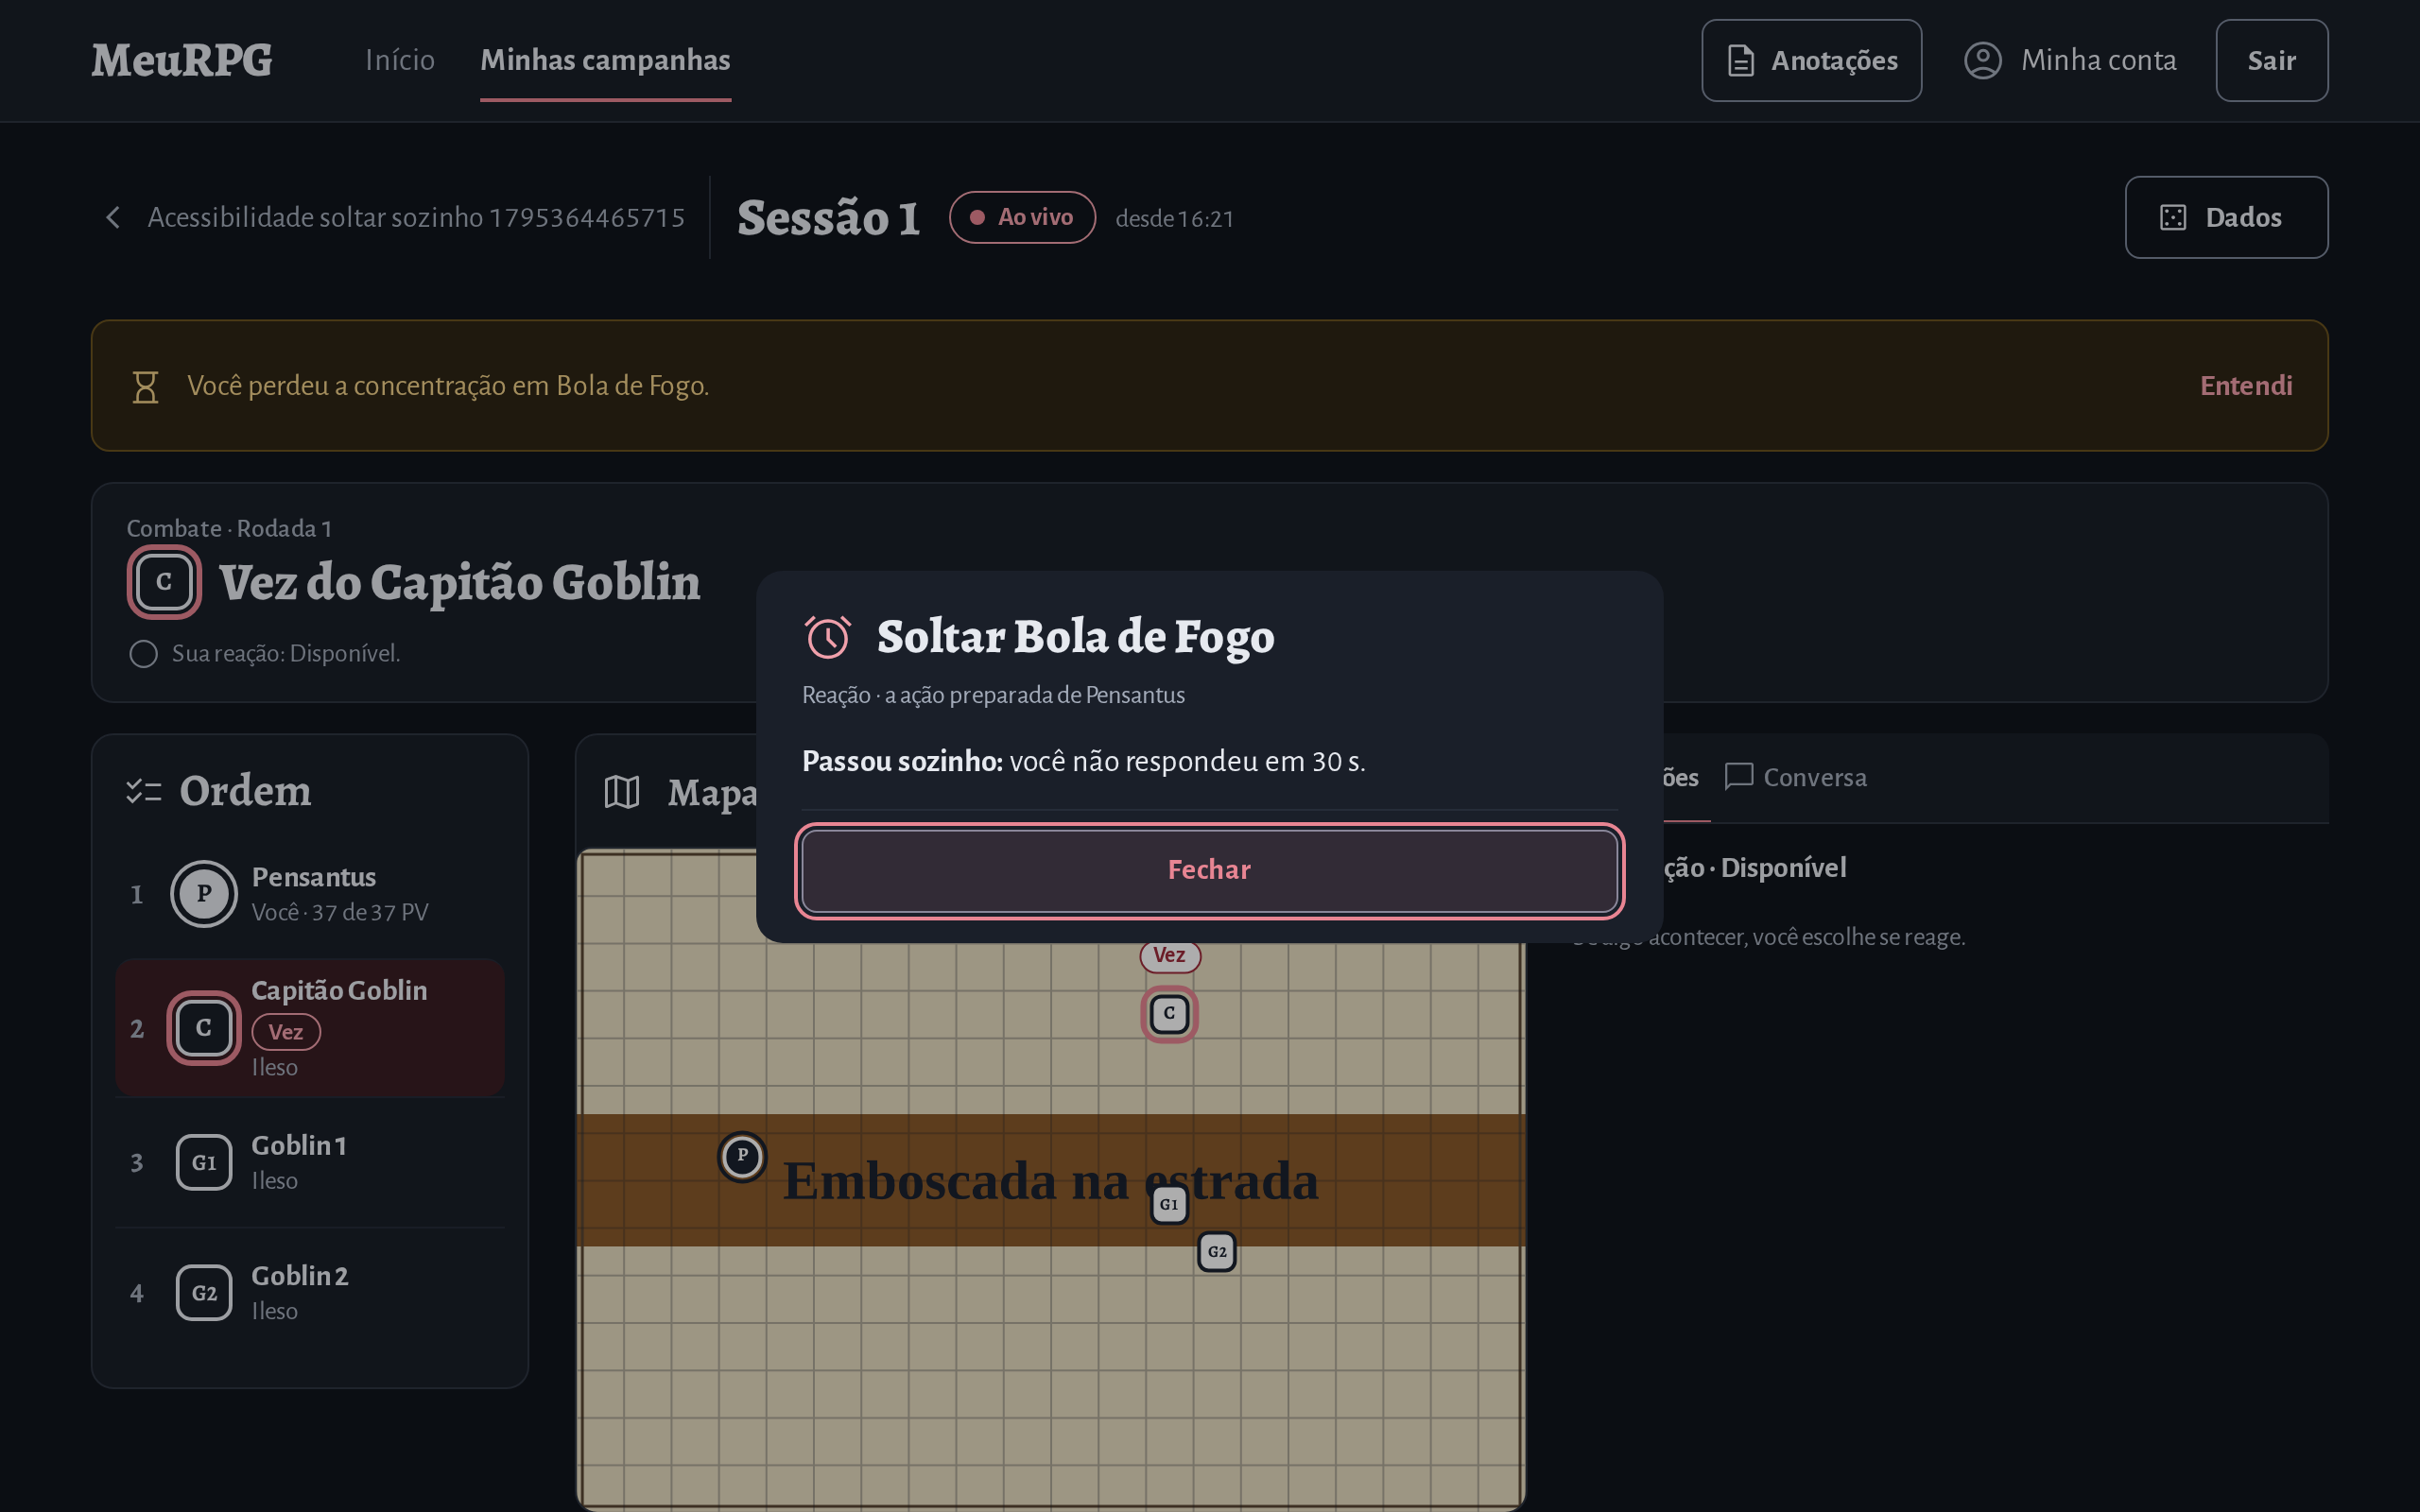 MeuRPG
Início
Minhas campanhas
Anotações
Minha conta
Sair
Acessibilidade soltar sozinho 1795364465715
Sessão 1
Ao vivo
desde 16:21
Dados
Você perdeu a concentração em Bola de Fogo.
Entendi
Combate · Rodada 1
C
Vez do Capitão Goblin
Sua reação: Disponível.
Soltar Bola de Fogo
Reação · a ação preparada de Pensantus
Passou sozinho: você não respondeu em 30 s.
Fechar
Ordem
1
P
Pensantus
Você · 37 de 37 PV
2
C
Capitão Goblin
Vez
Ileso
3
G1
Goblin 1
Ileso
4
G2
Goblin 2
Ileso
Mapa
Vez
C
P
Emboscada na estrada
G1
G2
ões
Conversa
ção · Disponível
acontecer, você escolhe se reage.